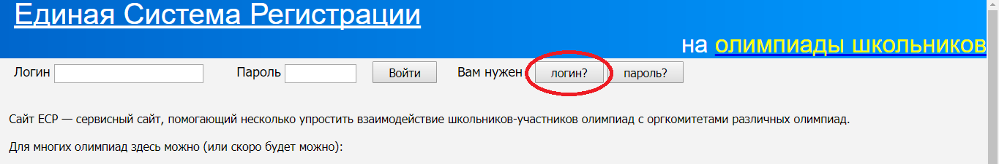 Единая Система Регистрации
на олимпиады школьников
Логин Пароль Войти Вам нужен логин? пароль?
Сайт ЕСР — сервисный сайт, помогающий несколько упростить взаимодействие школьников-участников олимпиад с оргкомитетами различных олимпиад.
Для многих олимпиад здесь можно (или скоро будет можно):